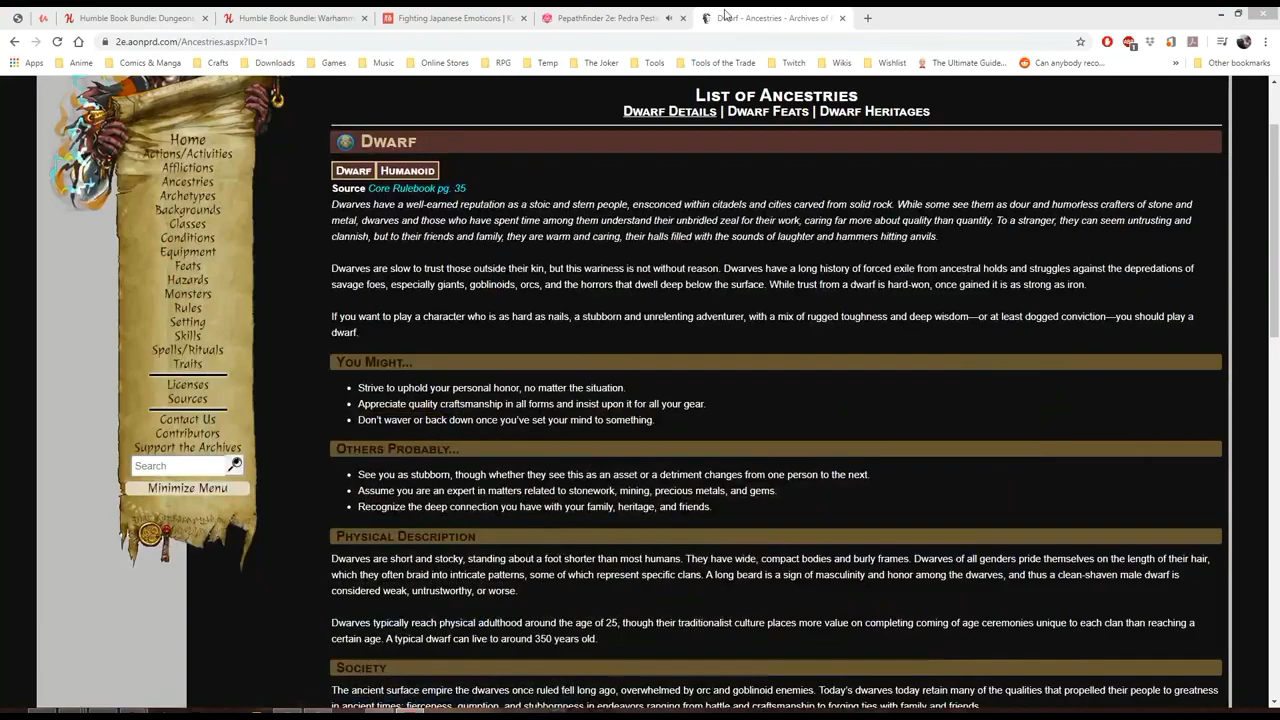 Humble Book Bundle: Dungeon
Humble Book Bundle: Warham
Fighting Japanese Emoticons | K
Pepathfinder 2e: Pedra Pest
Dwarf - Ancestries - Archives of
2e.aonprd.com/Ancestries.aspx?ID=1
Apps
Anime
Comics & Manga
Crafts
Downloads
Games
Music
Online Stores
RPG
Temp
The Joker
Tools
Tools of the Trade
Twitch
Wikis
Wishlist
The Ultimate Guide...
Can anybody reco...
»
Other bookmarks
Home
Actions/Activities
Afflictions
Ancestries
Archetypes
Backgrounds
Classes
Conditions
Equipment
Feats
Hazards
Monsters
Rules
Setting
Skills
Spells/Rituals
Traits
Licenses
Sources
Contact Us
Contributors
Support the Archives
Search
Minimize Menu
List of Ancestries
Dwarf Details | Dwarf Feats | Dwarf Heritages
Dwarf
Dwarf Humanoid
Source Core Rulebook pg. 35
Dwarves have a well-earned reputation as a stoic and stern people, ensconced within citadels and cities carved from solid rock. While some see them as dour and humorless crafters of stone and
metal, dwarves and those who have spent time among them understand their unbridled zeal for their work, caring far more about quality than quantity. To a stranger, they can seem untrusting and
clannish, but to their friends and family, they are warm and caring, their halls filled with the sounds of laughter and hammers hitting anvils.
Dwarves are slow to trust those outside their kin, but this wariness is not without reason. Dwarves have a long history of forced exile from ancestral holds and struggles against the depredations of
savage foes, especially giants, goblinoids, orcs, and the horrors that dwell deep below the surface. While trust from a dwarf is hard-won, once gained it is as strong as iron.
If you want to play a character who is as hard as nails, a stubborn and unrelenting adventurer, with a mix of rugged toughness and deep wisdom—or at least dogged conviction—you should play a
dwarf.
You Might...
• Strive to uphold your personal honor, no matter the situation.
• Appreciate quality craftsmanship in all forms and insist upon it for all your gear.
• Don't waver or back down once you've set your mind to something.
Others Probably...
• See you as stubborn, though whether they see this as an asset or a detriment changes from one person to the next.
• Assume you are an expert in matters related to stonework, mining, precious metals, and gems.
• Recognize the deep connection you have with your family, heritage, and friends.
Physical Description
Dwarves are short and stocky, standing about a foot shorter than most humans. They have wide, compact bodies and burly frames. Dwarves of all genders pride themselves on the length of their hair,
which they often braid into intricate patterns, some of which represent specific clans. A long beard is a sign of masculinity and honor among the dwarves, and thus a clean-shaven male dwarf is
considered weak, untrustworthy, or worse.
Dwarves typically reach physical adulthood around the age of 25, though their traditionalist culture places more value on completing coming of age ceremonies unique to each clan than reaching a
certain age. A typical dwarf can live to around 350 years old.
Society
The ancient surface empire the dwarves once ruled fell long ago, overwhelmed by orc and goblinoid enemies. Today's dwarves today retain many of the qualities that propelled their people to greatness
in ancient times: fierceness, gumption, and stubbornness in endeavors ranging from battle and craftsmanship to forging ties with family and friends.